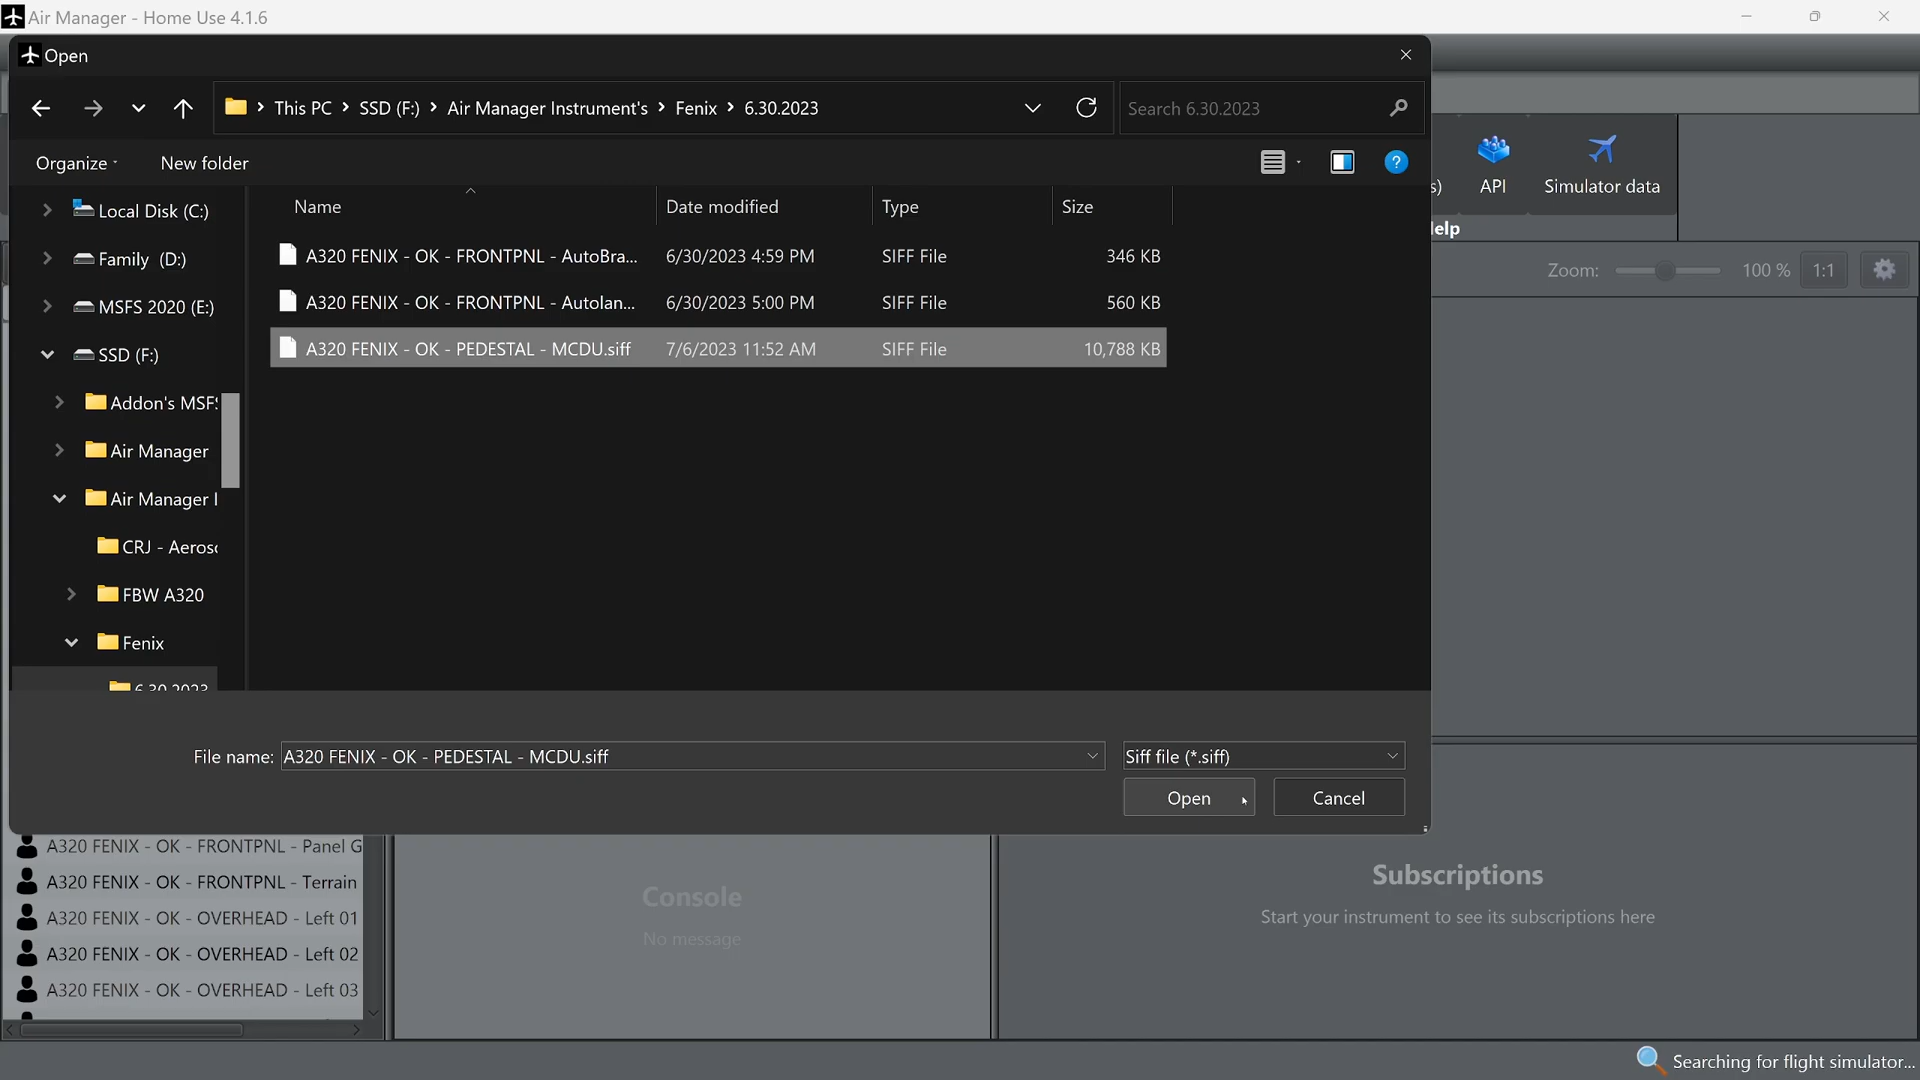 Air Manager - Home Use 4.1.6
Open
This PC > SSD (F:) > Air Manager Instrument's > Fenix > 6.30.2023
Search 6.30.2023
Organize
New folder
s)
API
Simulator data
elp
Zoom:
100 %
1:1
Name
Date modified
Type
Size
A320 FENIX - OK - FRONTPNL - AutoBra... 6/30/2023 4:59 PM SIFF File 346 KB
A320 FENIX - OK - FRONTPNL - Autolan... 6/30/2023 5:00 PM SIFF File 560 KB
A320 FENIX - OK - PEDESTAL - MCDU.siff 7/6/2023 11:52 AM SIFF File 10,788 KB
Local Disk (C:)
Family (D:)
MSFS 2020 (E:)
SSD (F:)
Addon's MSFS
Air Manager
Air Manager I
CRJ - Aeroso
FBW A320
Fenix
6.30.2023
File name:
A320 FENIX - OK - PEDESTAL - MCDU.siff
Siff file (*.siff)
Open
Cancel
A320 FENIX - OK - FRONTPNL - Panel G
A320 FENIX - OK - FRONTPNL - Terrain
A320 FENIX - OK - OVERHEAD - Left 01
A320 FENIX - OK - OVERHEAD - Left 02
A320 FENIX - OK - OVERHEAD - Left 03
Console
No message
Subscriptions
Start your instrument to see its subscriptions here
Searching for flight simulator...